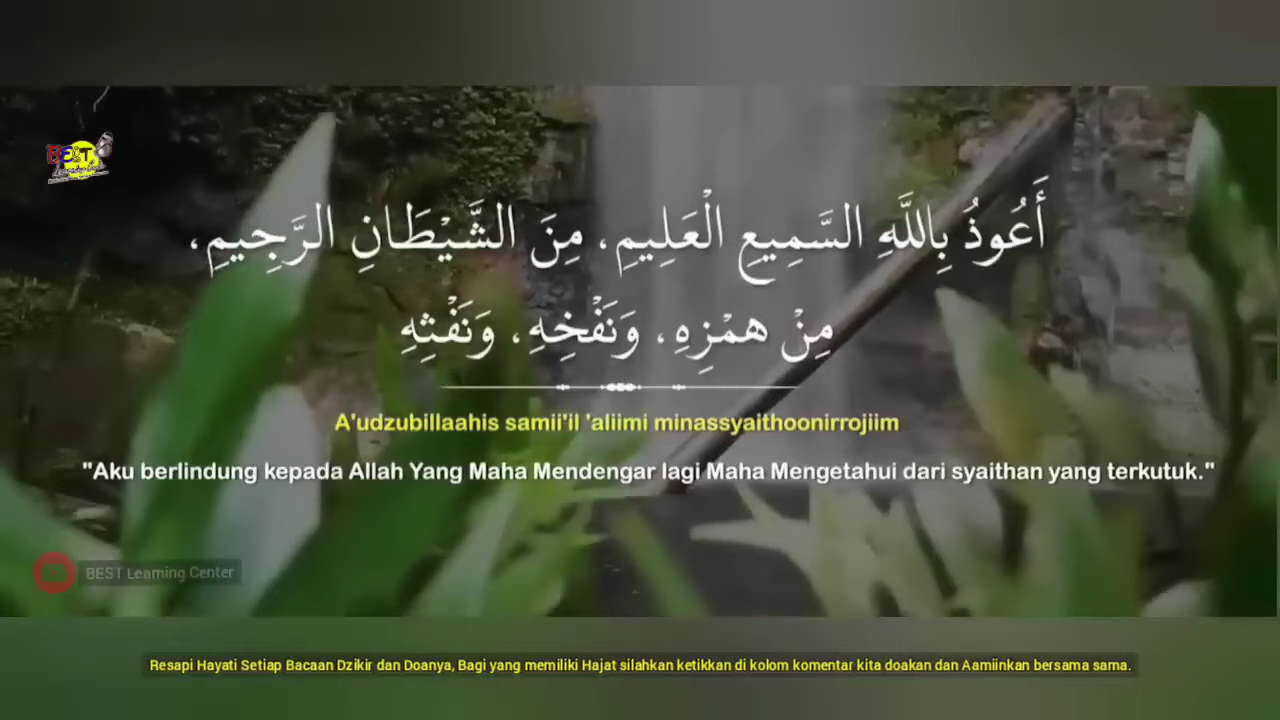 BEST
أَعُوذُ بِاللَّهِ السَّمِيعِ الْعَلِيمِ، مِنَ الشَّيْطَانِ الرَّجِيمِ،
مِنْ هَمْزِهِ، وَنَفْخِهِ، وَنَفْثِهِ
A'udzubillaahis samii'il 'aliimi minassyaithoonirrojiim
"Aku berlindung kepada Allah Yang Maha Mendengar lagi Maha Mengetahui dari syaithan yang terkutuk."
BEST Learning Center
Resapi Hayati Setiap Bacaan Dzikir dan Doanya, Bagi yang memiliki Hajat silahkan ketikkan di kolom komentar kita doakan dan Aamiinkan bersama sama.